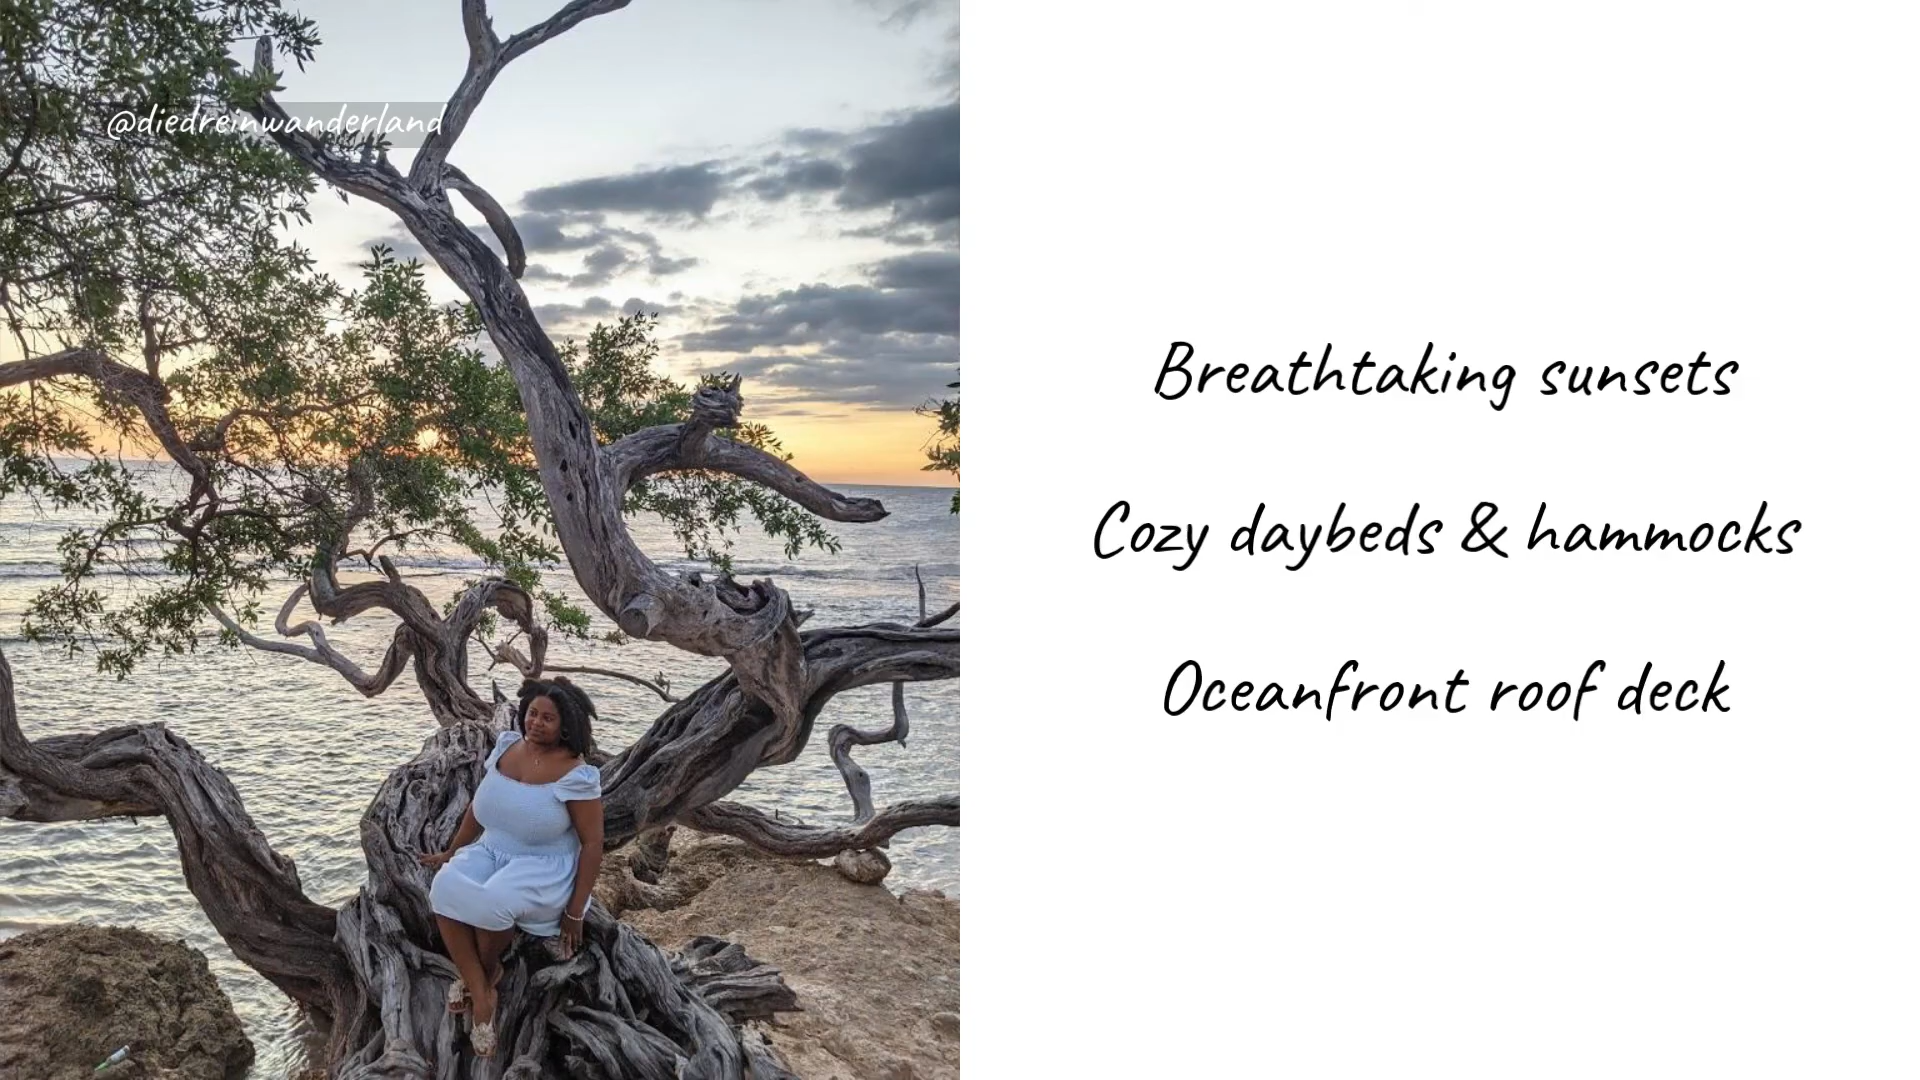 @diedreinwanderland
Breathtaking sunsets
Cozy daybeds & hammocks
Oceanfront roof deck